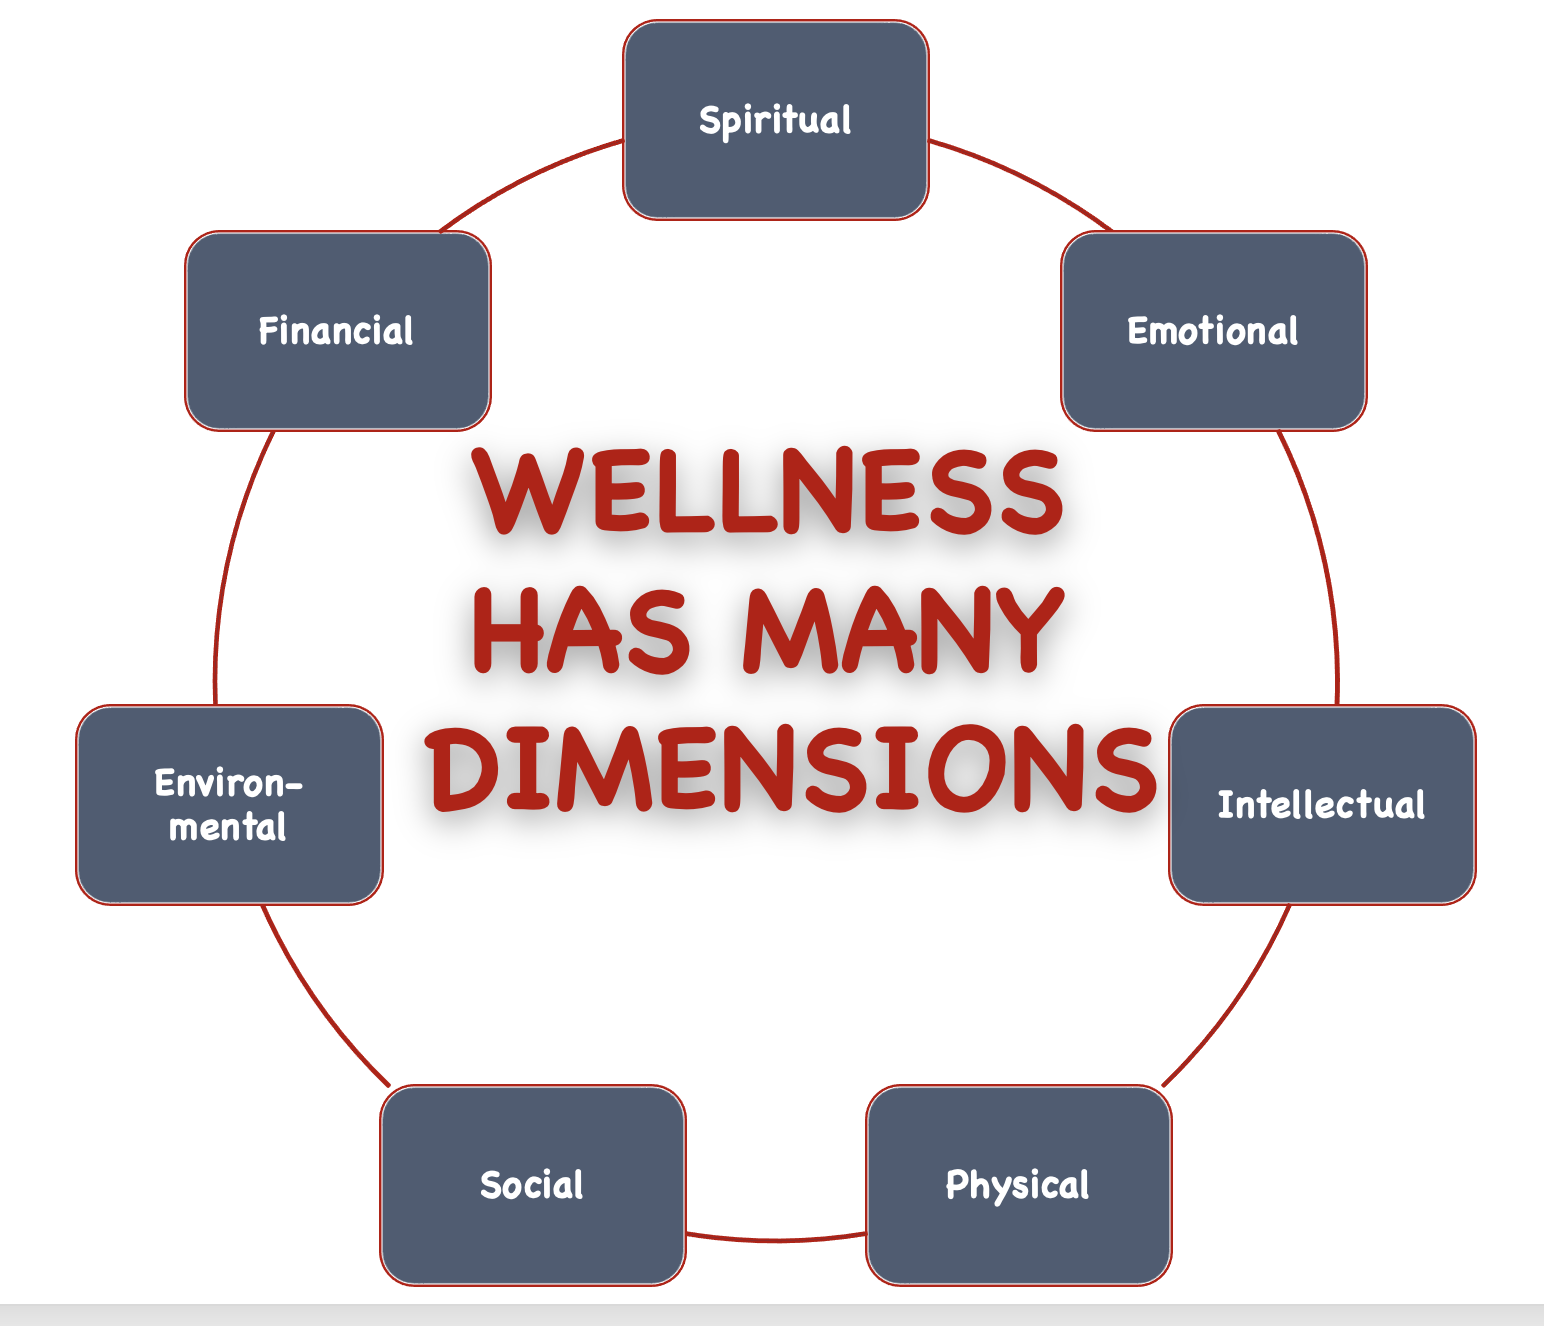 Spiritual
Financial
Emotional
WELLNESS
HAS MANY
DIMENSIONS
Environ-
mental
Intellectual
Social
Physical